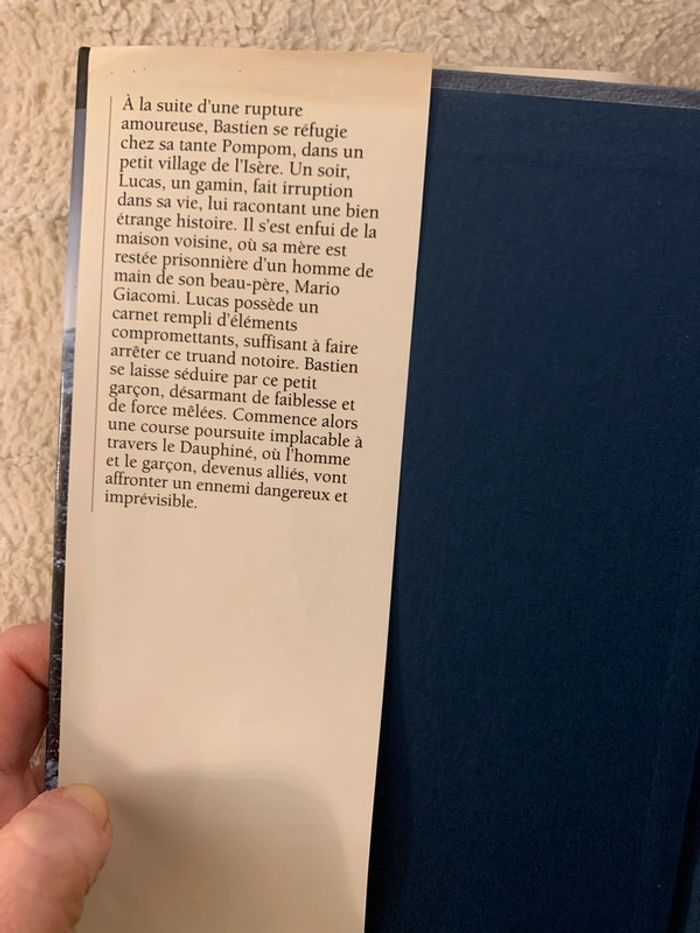 À la suite d'une rupture
amoureuse, Bastien se réfugie
chez sa tante Pompom, dans un
petit village de l'Isère. Un soir,
Lucas, un gamin, fait irruption
dans sa vie, lui racontant une bien
étrange histoire. Il s'est enfui de la
maison voisine, où sa mère est
restée prisonnière d'un homme de
main de son beau-père, Mario
Giacomi. Lucas possède un
carnet rempli d'éléments
compromettants, suffisant à faire
arrêter ce truand notoire. Bastien
se laisse séduire par ce petit
garçon, désarmant de faiblesse et
de force mêlées. Commence alors
une course poursuite implacable à
travers le Dauphiné, où l'homme
et le garçon, devenus alliés, vont
affronter un ennemi dangereux et
imprévisible.